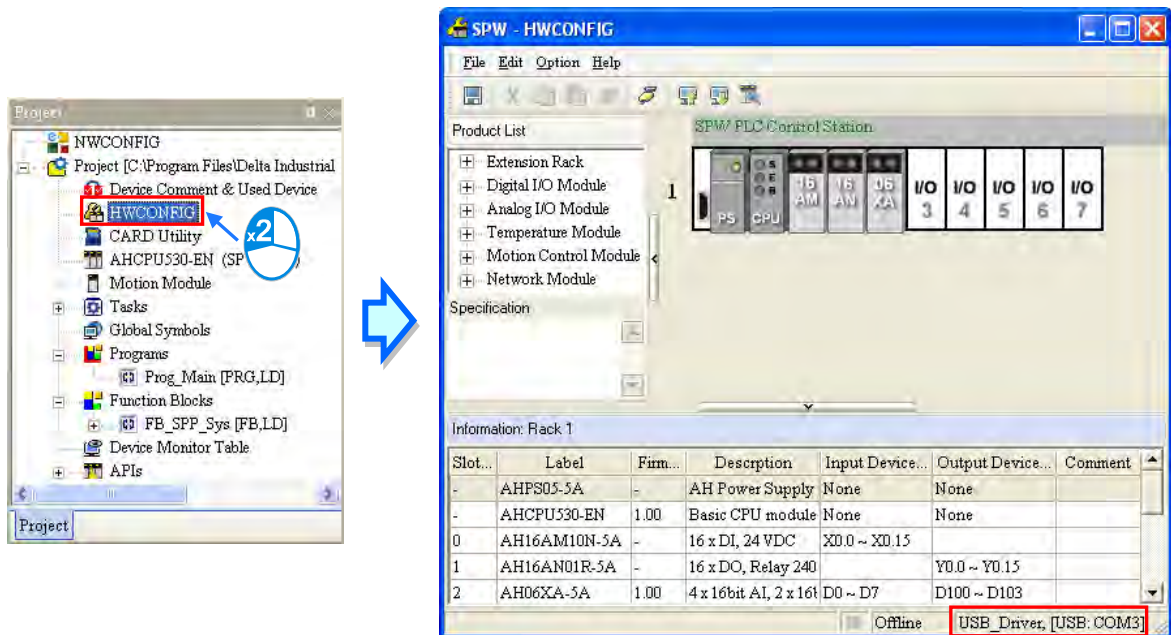 Project
NWCONFIG
Project [C:\Program Files\Delta Industrial
Device Comment & Used Device
HWCONFIG
CARD Utility
AHCPU530-EN (SP
Motion Module
Tasks
Global Symbols
Programs
Prog_Main [PRG,LD]
Function Blocks
FB_SPP_Sys [FB,LD]
Device Monitor Table
APIs
Project
x2
SPW - HWCONFIG
File Edit Option Help
Product List
Extension Rack
Digital I/O Module
Analog I/O Module
Temperature Module
Motion Control Module
Network Module
Specification
SPW PLC Control Station
1
PS
CPU
S
E
B
16 AM
16 AN
06 XA
I/O 3
I/O 4
I/O 5
I/O 6
I/O 7
Information: Rack 1
Slot... Label Firm... Descrption Input Device... Output Device... Comment
- AHPS05-5A - AH Power Supply None None
- AHCPU530-EN 1.00 Basic CPU module None None
0 AH16AM10N-5A - 16 x DI, 24 VDC X0.0 ~ X0.15
1 AH16AN01R-5A - 16 x DO, Relay 240 Y0.0 ~ Y0.15
2 AH06XA-5A 1.00 4 x 16bit AI, 2 x 16b D0 ~ D7 D100 ~ D103
Offline USB_Driver, [USB: COM3]